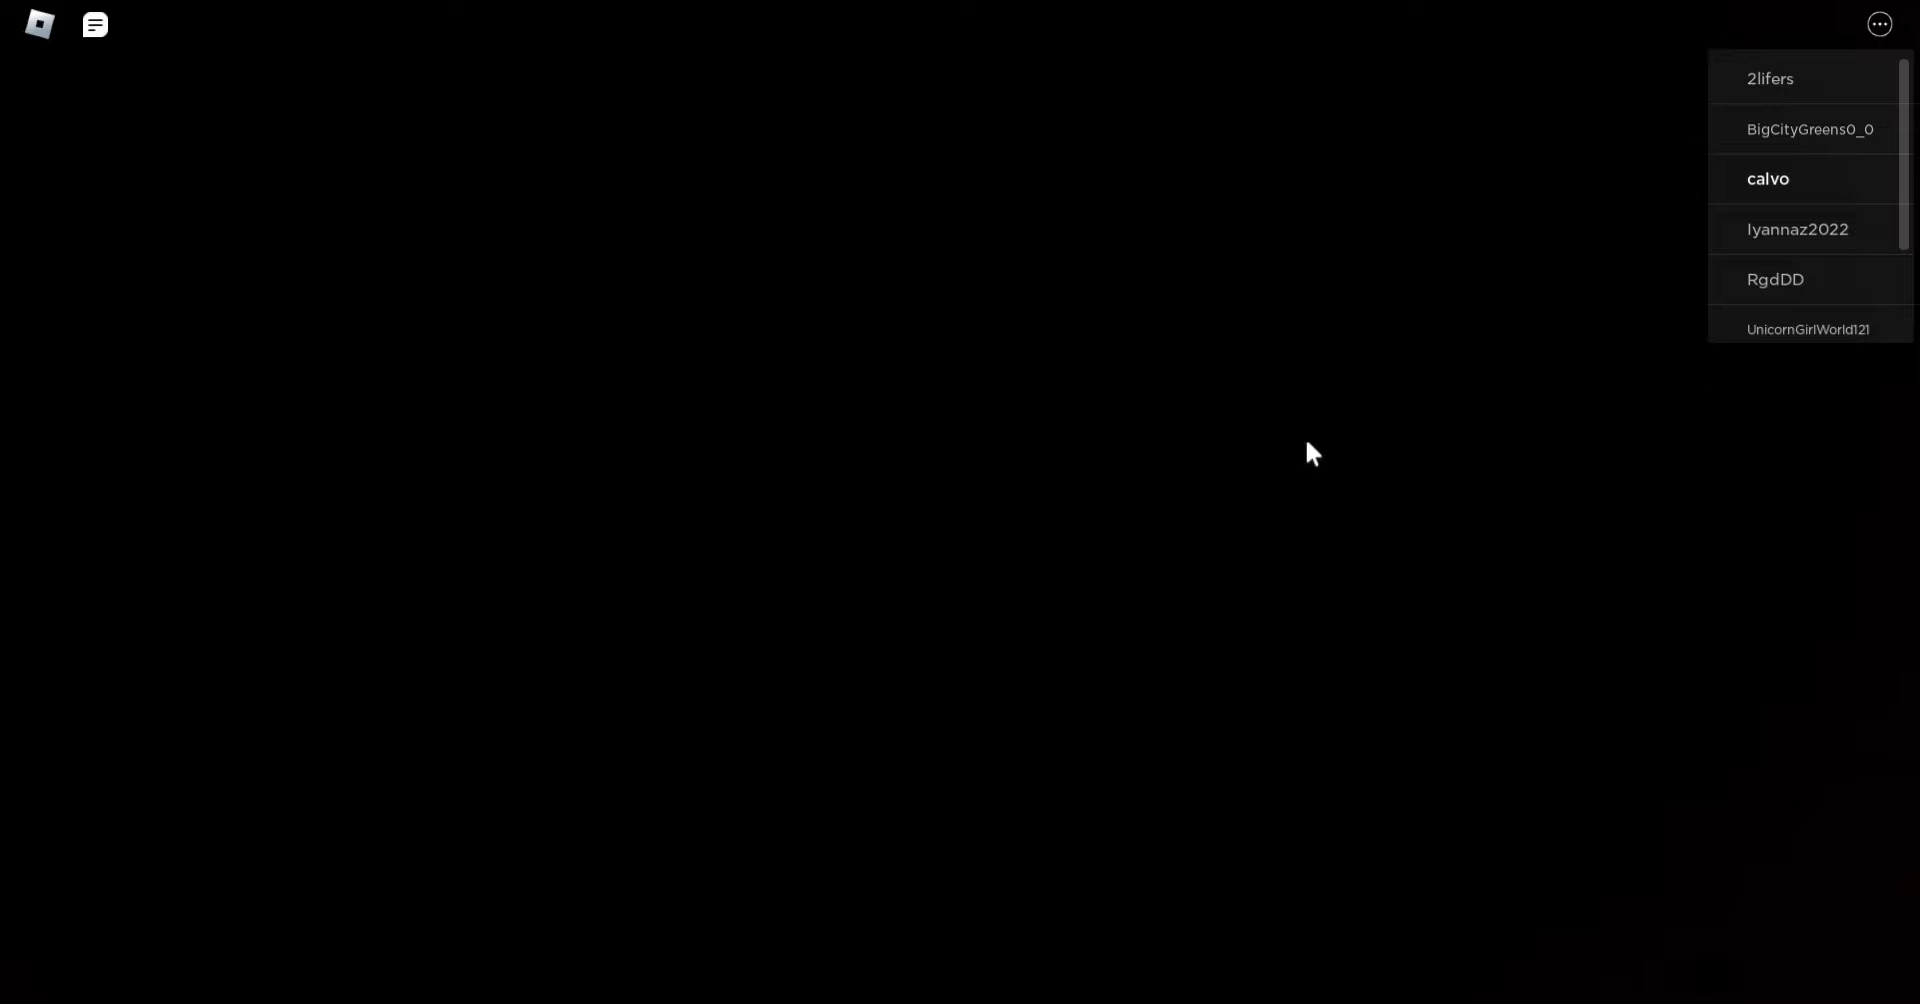 2lifers
BigCityGreens0_0
calvo
Iyannaz2022
RgdDD
UnicornGirlWorld121